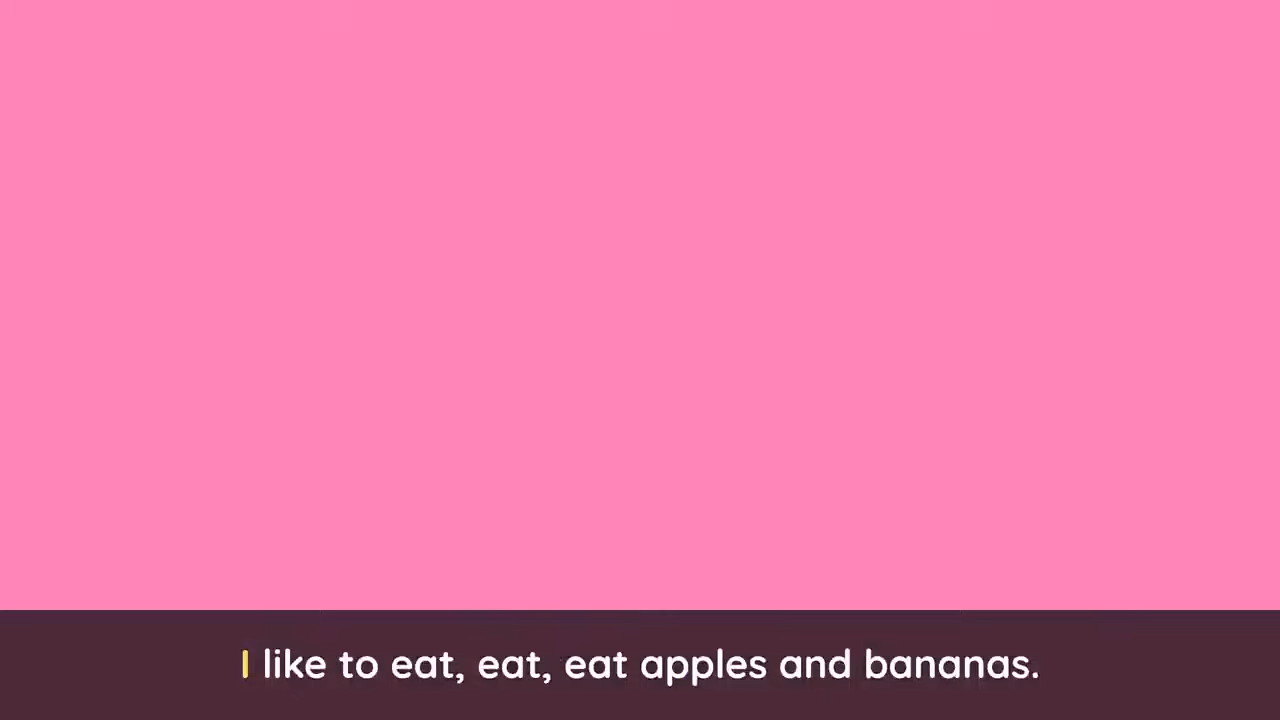 I like to eat, eat, eat apples and bananas.